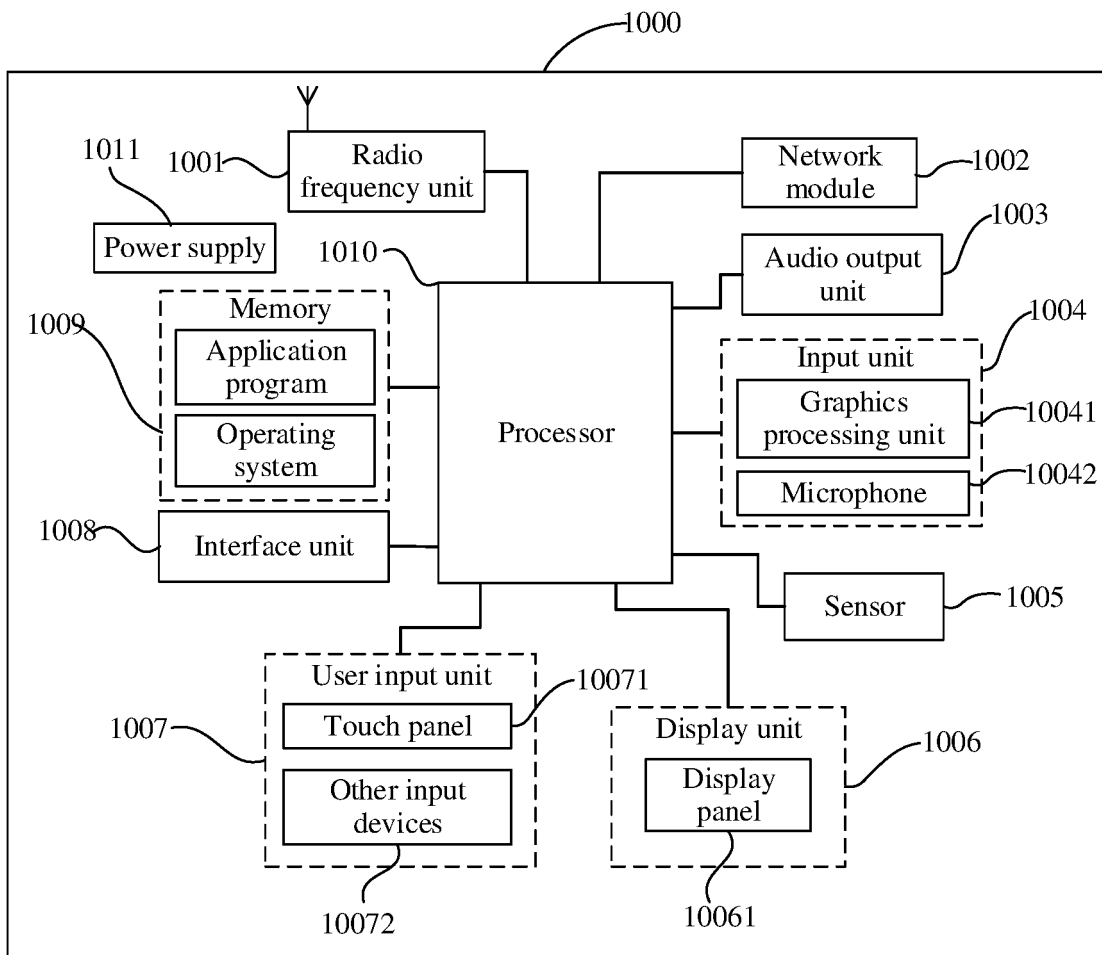 1000
1011
1001
Radio
frequency unit
Network
module
1002
Power supply
1010
Audio output
unit
1003
Memory
1009
Application
program
Operating
system
Processor
Input unit
1004
Graphics
processing unit
10041
Microphone
10042
1008
Interface unit
Sensor
1005
User input unit
10071
1007
Touch panel
Other input
devices
10072
Display unit
1006
Display
panel
10061